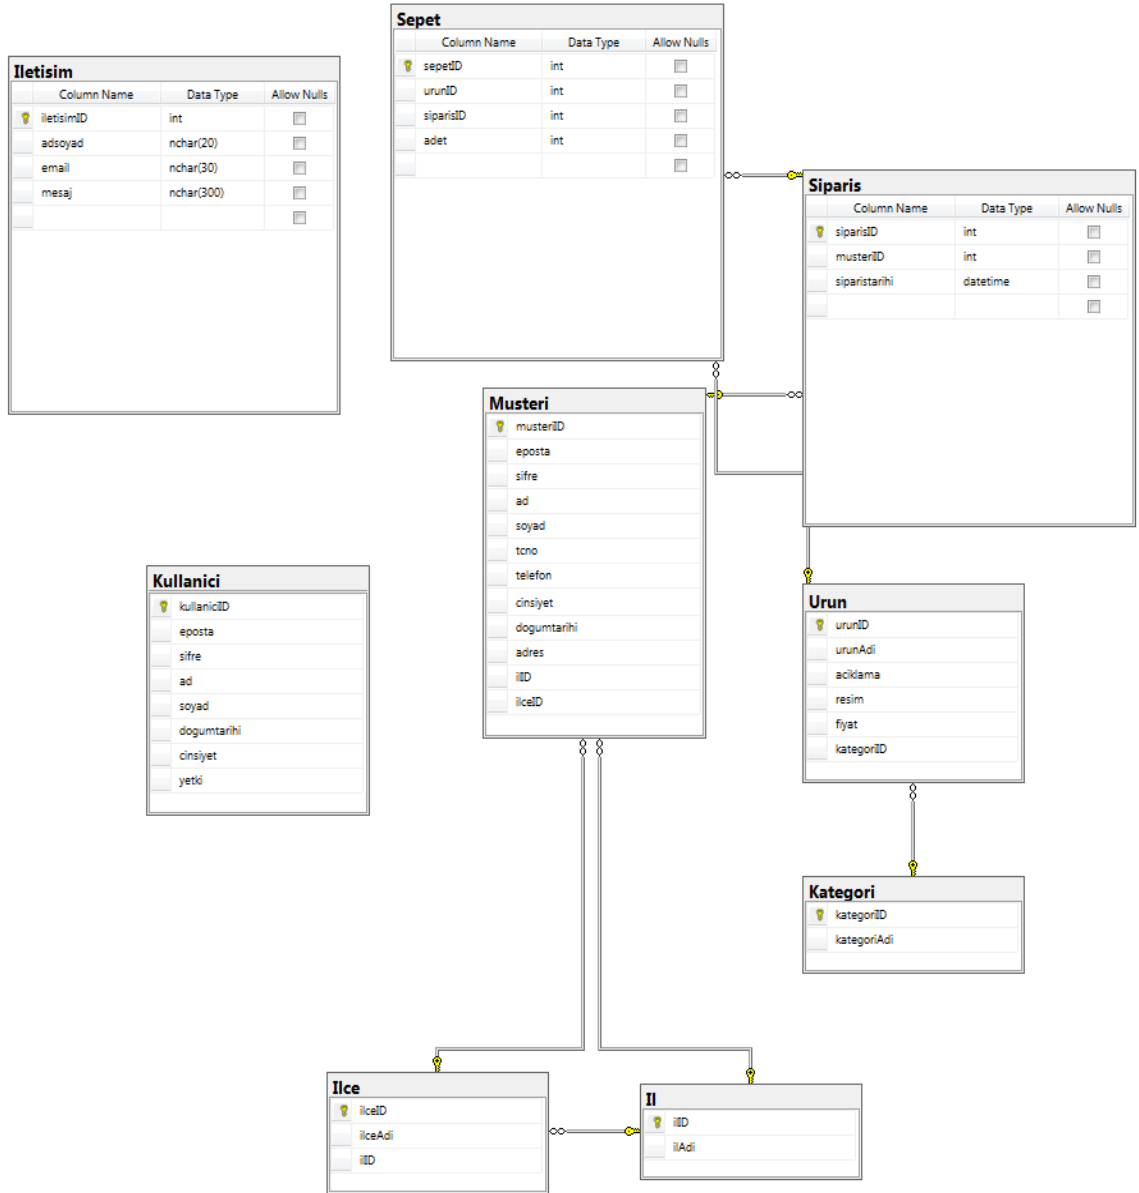 Sepet
Column Name Data Type Allow Nulls
sepetID int
urunID int
siparisID int
adet int
Iletisim
Column Name Data Type Allow Nulls
iletisimID int
adsoyad nchar(20)
email nchar(30)
mesaj nchar(300)
Siparis
Column Name Data Type Allow Nulls
siparisID int
musteriID int
siparistarihi datetime
Musteri
musteriID
eposta
sifre
ad
soyad
tcno
telefon
cinsiyet
dogumtarihi
adres
ilID
ilceID
Kullanici
kullaniciID
eposta
sifre
ad
soyad
dogumtarihi
cinsiyet
yetki
Urun
urunID
urunAdi
aciklama
resim
fiyat
kategoriID
Kategori
kategoriID
kategoriAdi
Ilce
ilceID
ilceAdi
ilID
Il
ilID
ilAdi